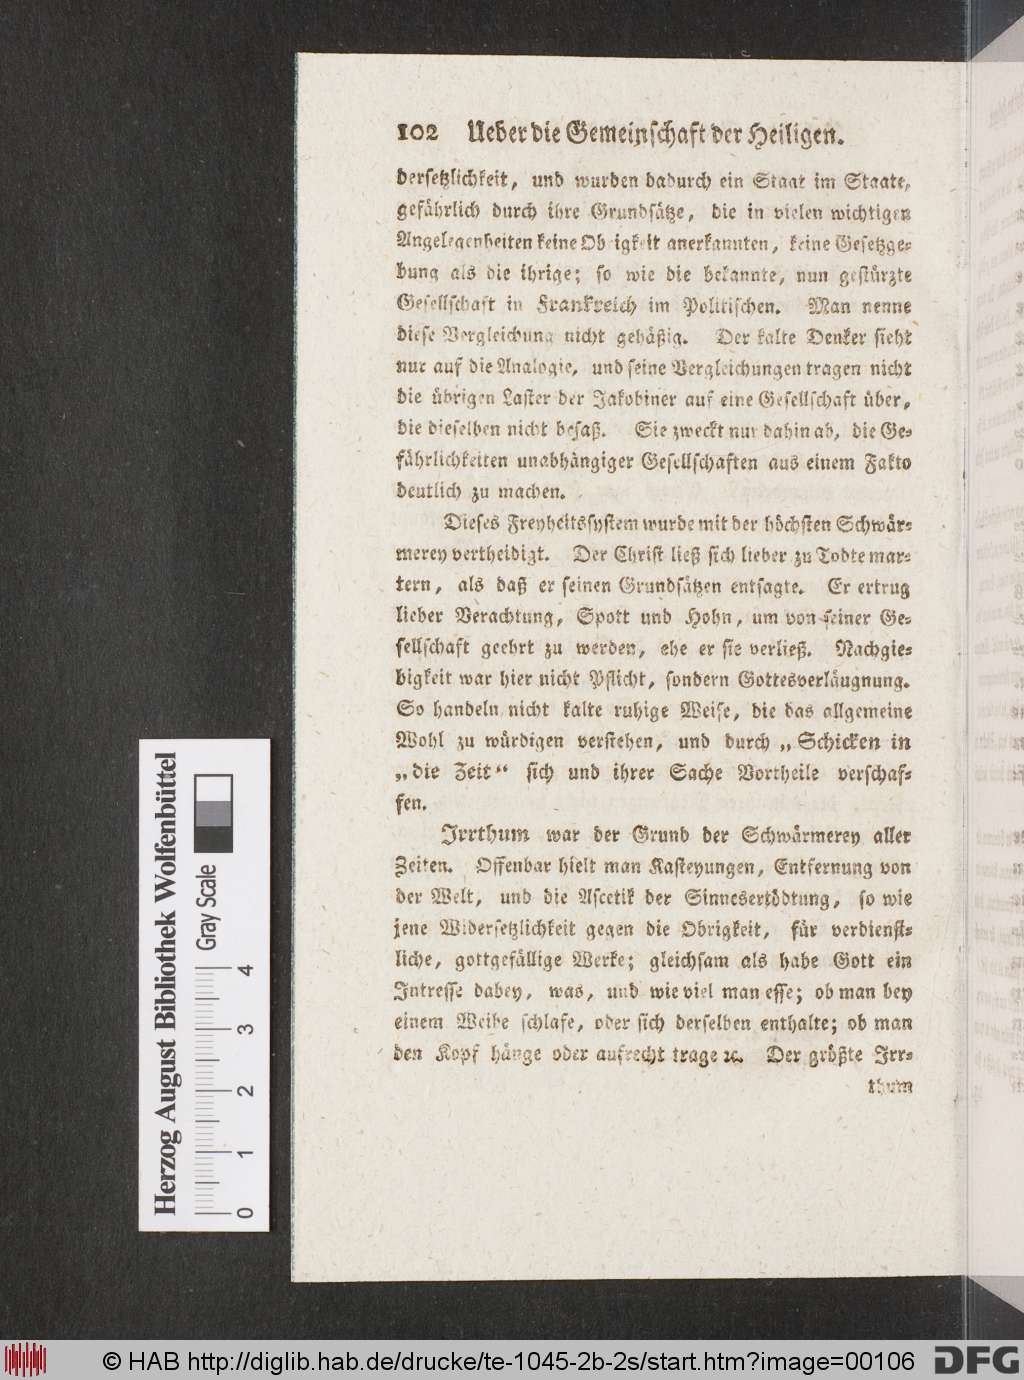 102 Ueber die Gemeinschaft der Heiligen.
dersetzlichkeit, und wurden dadurch ein Staat im Staate,
gefährlich durch ihre Grundsätze, die in vielen wichtigen
Angelegenheiten keine Obrigkeit anerkannten, keine Gesetzge-
bung als die ihrige; so wie die bekannte, nun gestürzte
Gesellschaft in Frankreich im Politischen. Man nenne
diese Vergleichung nicht gehäßig. Der kalte Denker sieht
nur auf die Analogie, und seine Vergleichungen tragen nicht
die übrigen Laster der Jakobiner auf eine Gesellschaft über,
die dieselben nicht besaß. Sie zweckt nur dahin ab, die Ge-
fährlichkeiten unabhängiger Gesellschaften aus einem Fakto
deutlich zu machen.
Dieses Freyheitssystem wurde mit der höchsten Schwär-
merey vertheidigt. Der Christ ließ sich lieber zu Todte mar-
tern, als daß er seinen Grundsätzen entsagte. Er ertrug
lieber Verachtung, Spott und Hohn, um von seiner Ge-
sellschaft geehrt zu werden, ehe er sie verließ. Nachgie-
bigkeit war hier nicht Pflicht, sondern Gottesverläugnung.
So handeln nicht kalte ruhige Weise, die das allgemeine
Wohl zu würdigen verstehen, und durch „Schicken in
„die Zeit“ sich und ihrer Sache Vortheile verschaf-
fen.
Irrthum war der Grund der Schwärmerey aller
Zeiten. Offenbar hielt man Kasteyungen, Entfernung von
der Welt, und die Ascetik der Sinnesertödtung, so wie
jene Widersetzlichkeit gegen die Obrigkeit, für verdienst-
liche, gottgefällige Werke; gleichsam als habe Gott ein
Intresse dabey, was, und wie viel man esse; ob man bey
einem Weibe schlafe, oder sich derselben enthalte; ob man
den Kopf hänge oder aufrecht trage ꝛc. Der größte Irr-
thum
Herzog August Bibliothek Wolfenbüttel
Gray Scale
0 1 2 3 4
© HAB http://diglib.hab.de/drucke/te-1045-2b-2s/start.htm?image=00106
DFG